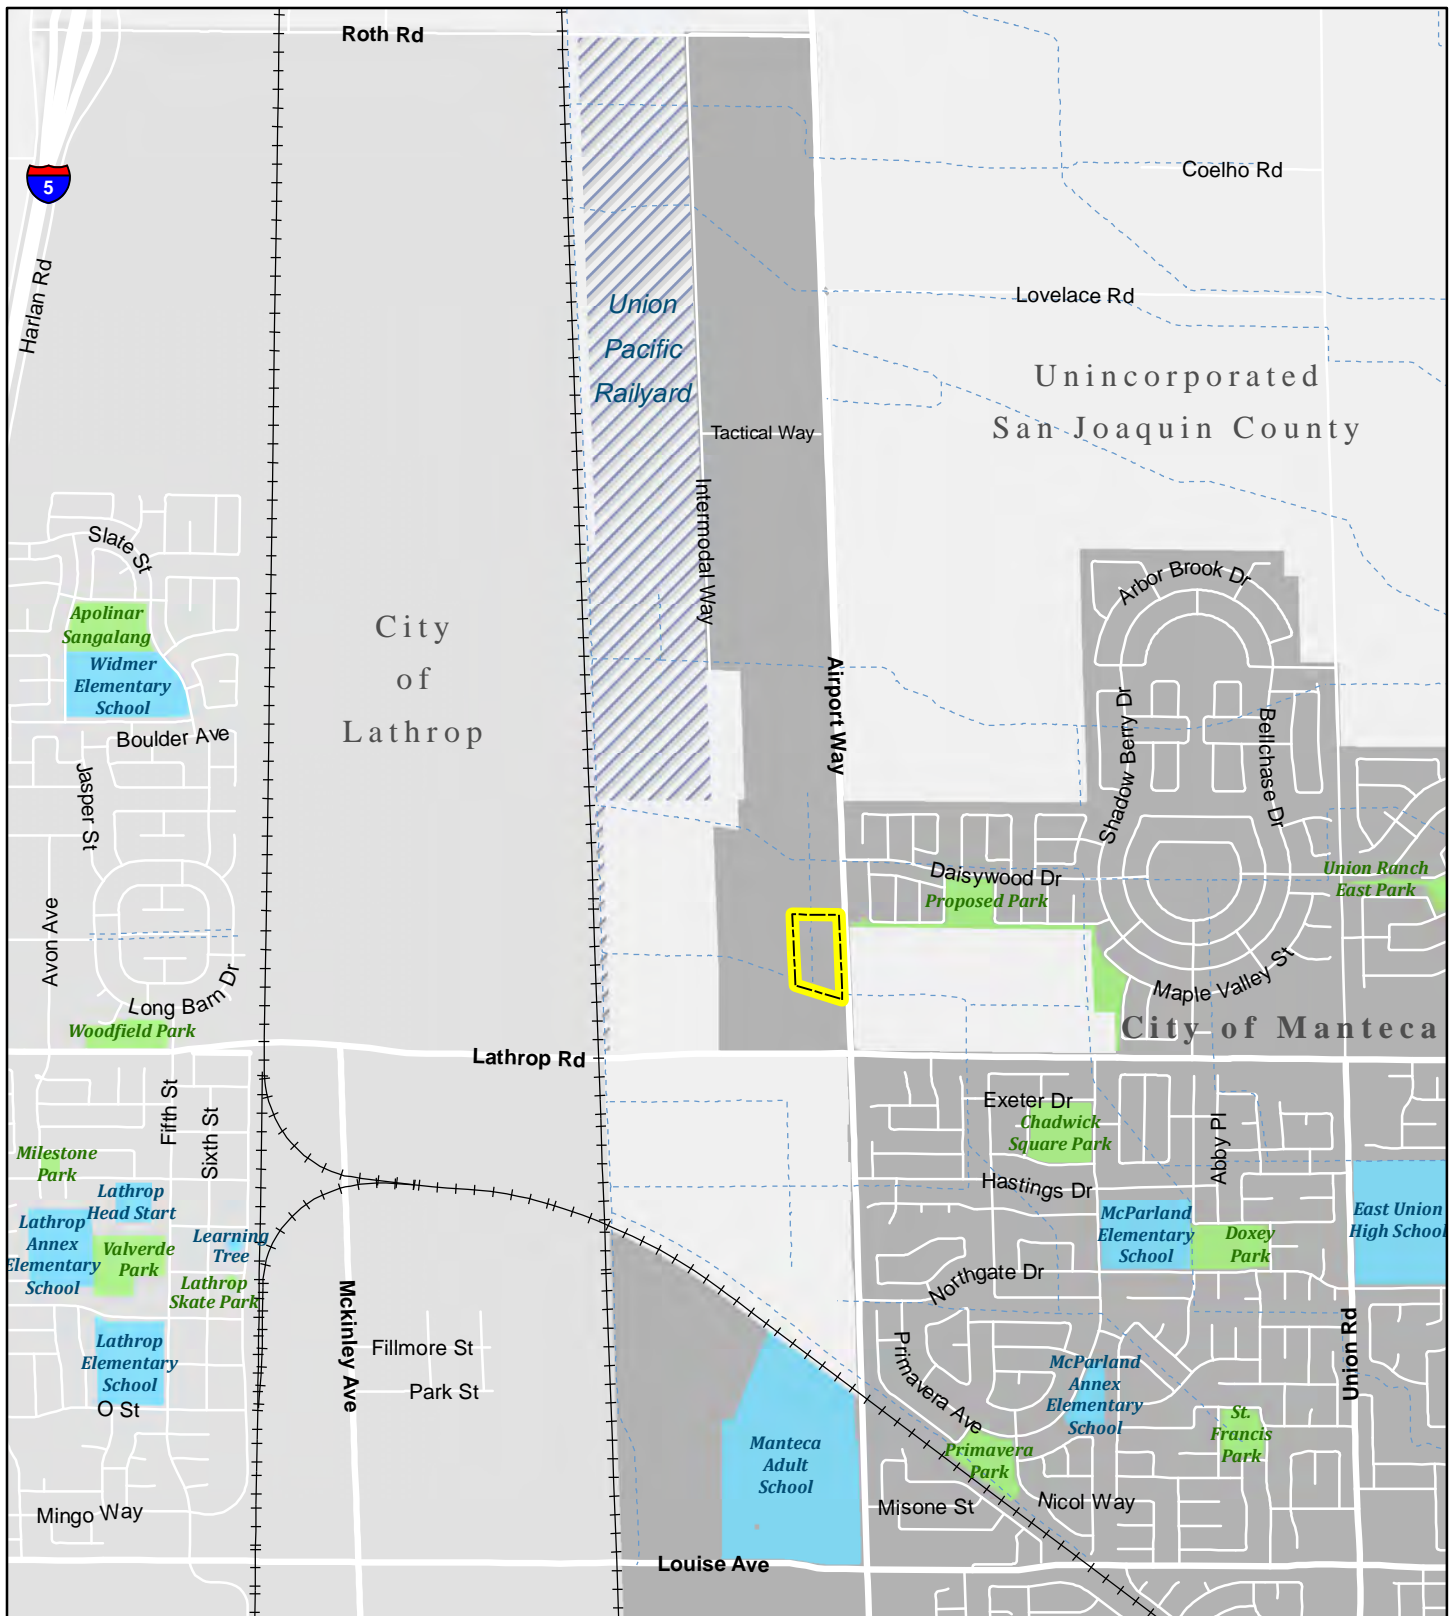 Roth Rd
Coelho Rd
5
Harlan Rd
Lovelace Rd
Union
Pacific
Railyard
Unincorporated
San Joaquin County
Tactical Way
Intermodal Way
Slate St
Arbor Brook Dr
Apolinar
Sangalang
Widmer
Elementary
School
City
of
Lathrop
Airport Way
Shadow Berry Dr
Bellchase Dr
Boulder Ave
Jasper St
Daisywood Dr
Proposed Park
Union Ranch
East Park
Avon Ave
Long Barn Dr
Maple Valley St
Woodfield Park
City of Manteca
Lathrop Rd
Fifth St
Sixth St
Exeter Dr
Chadwick
Square Park
Abby Pl
Milestone
Park
Hastings Dr
Lathrop
Head Start
Lathrop
Annex
Elementary
School
Valverde
Park
Learning
Tree
Lathrop
Skate Park
McParland
Elementary
School
Doxey
Park
East Union
High School
Northgate Dr
Mckinley Ave
Fillmore St
Park St
Lathrop
Elementary
School
O St
Primavera Ave
McParland
Annex
Elementary
School
Union Rd
St.
Francis
Park
Manteca
Adult
School
Primavera
Park
Misone St
Nicol Way
Mingo Way
Louise Ave